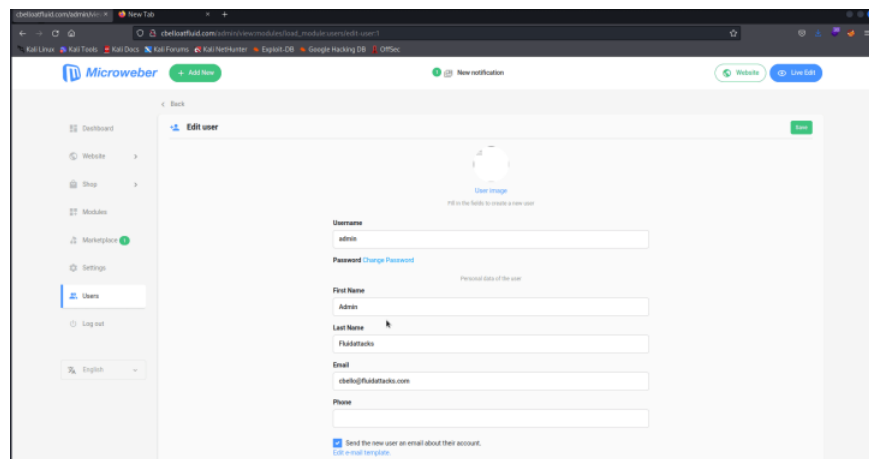 cbelloatfluid.com/admin/vie
New Tab
cbelloatfluid.com/admin/view:modules/load_module:users/edit-user:1
Kali Linux Kali Tools Kali Docs Kali Forums Kali NetHunter Exploit-DB Google Hacking DB OffSec
Microweber
+ Add New
1 New notification
Website
Live Edit
< Back
Dashboard
Website
Shop
Modules
Marketplace 1
Settings
Users
Log out
English
Edit user
Save
User image
Fill in the fields to create a new user
Username
admin
Password Change Password
Personal data of the user
First Name
Admin
Last Name
Fluidattacks
Email
cbello@fluidattacks.com
Phone
Send the new user an email about their account.
Edit e-mail template.